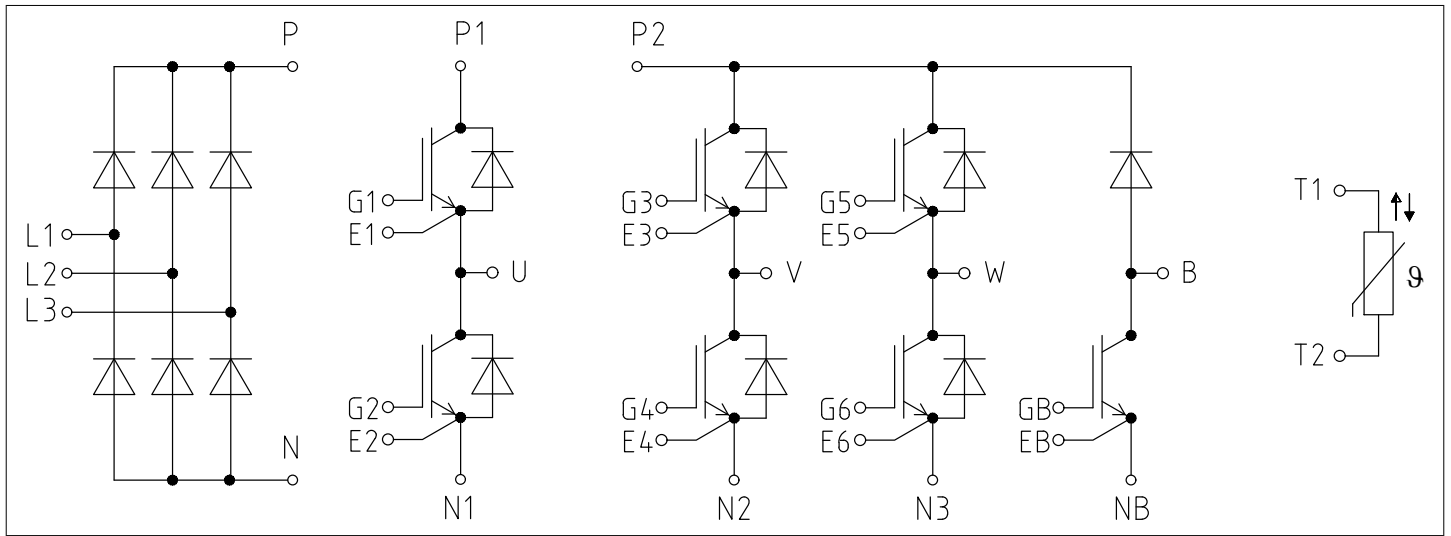 P P1 P2
G1 G3 G5 T1
L1 E1 E3 E5
L2 U V W B ϑ
L3
T2
G2 G4 G6 GB
N E2 E4 E6 EB
N1 N2 N3 NB